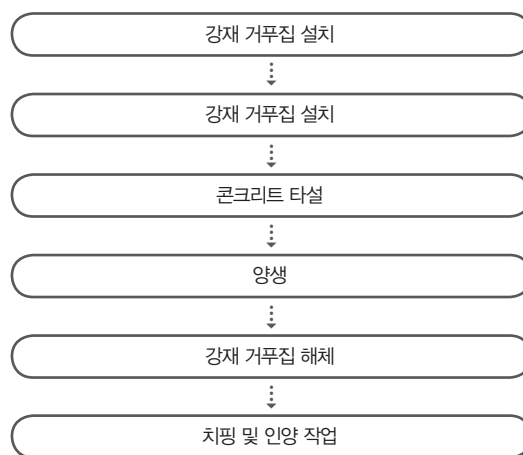 강재 거푸집 설치
강재 거푸집 설치
콘크리트 타설
양생
강재 거푸집 해체
치핑 및 인양 작업